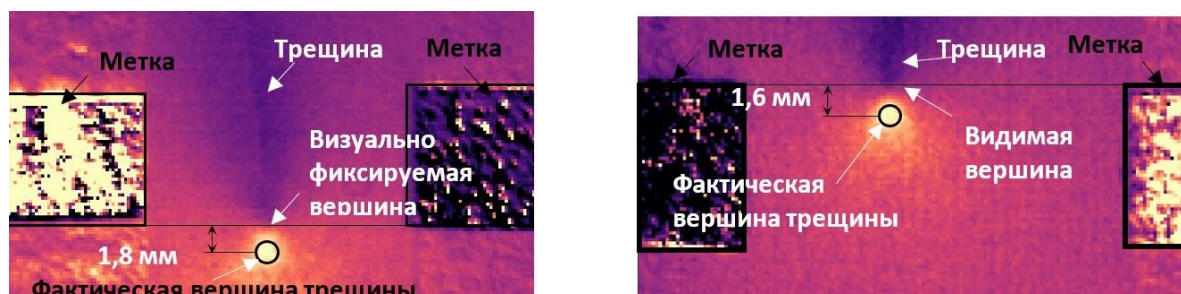 Трещина
Метка
Метка
Визуально
фиксируемая
вершина
1,8 мм
Фактическая вершина трещины
Метка
Трещина
Метка
1,6 мм
Видимая
вершина
Фактическая
вершина трещины